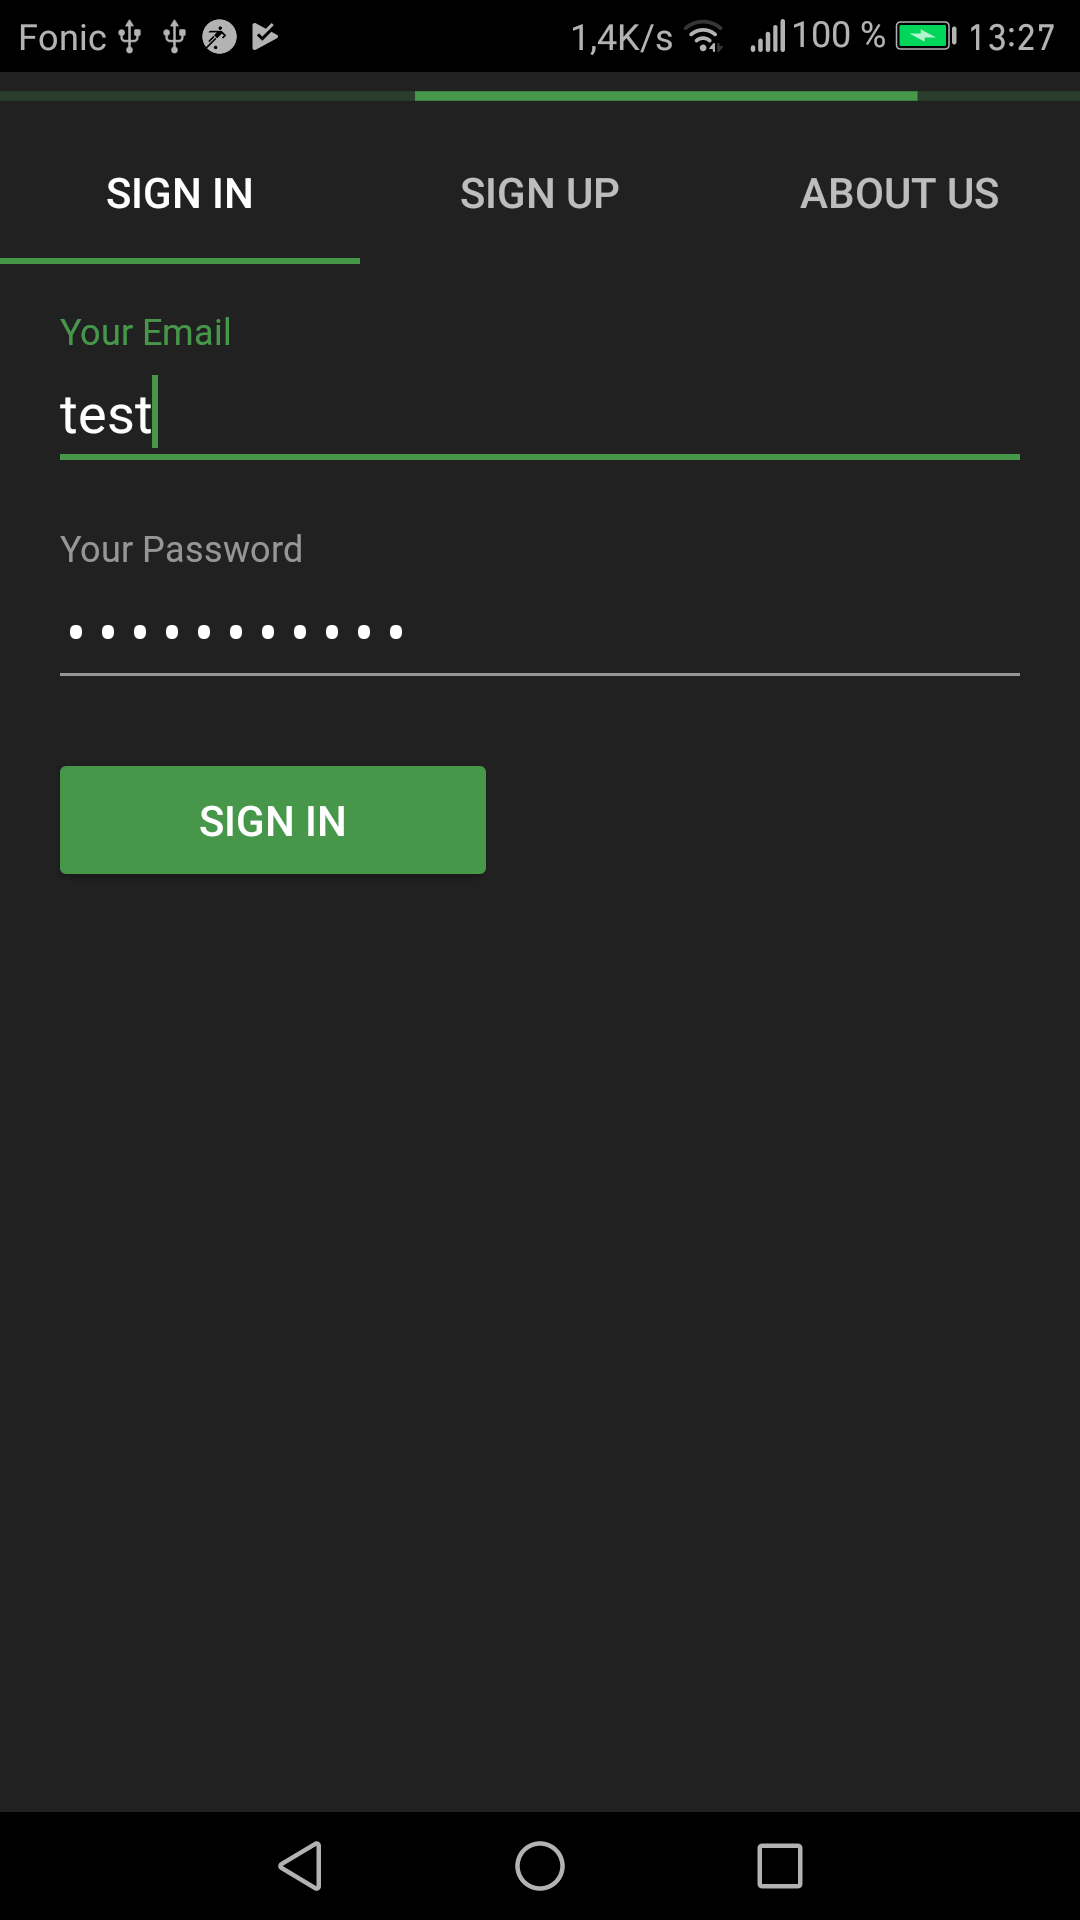 Fonic 1,4K/s 100 % 13:27
SIGN IN SIGN UP ABOUT US
Your Email
test
Your Password
•••••••••••
SIGN IN